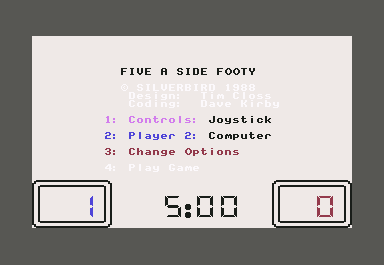 FIVE A SIDE FOOTY
© SILVERBIRD 1988
Design: Tim Closs
Coding: Dave Kirby
1: Controls: Joystick
2: Player 2: Computer
3: Change Options
4: Play Game
1 5:00 0